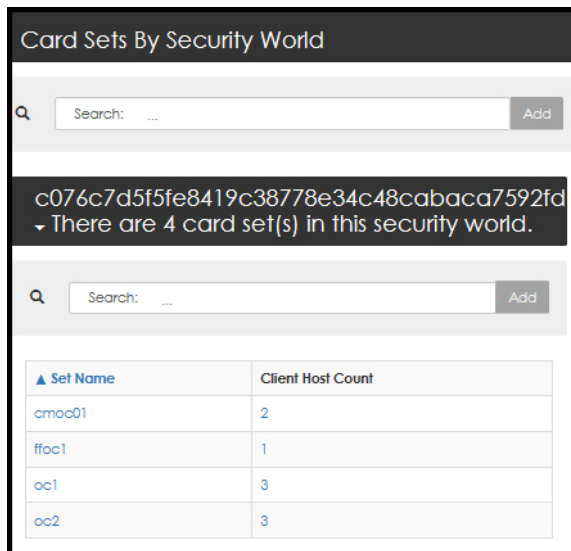 Card Sets By Security World
Search: ... Add
c076c7d5f5fe8419c38778e34c48cabaca7592fd
There are 4 card set(s) in this security world.
Search: ... Add
▲ Set Name Client Host Count
cmoc01 2
ffoc1 1
oc1 3
oc2 3